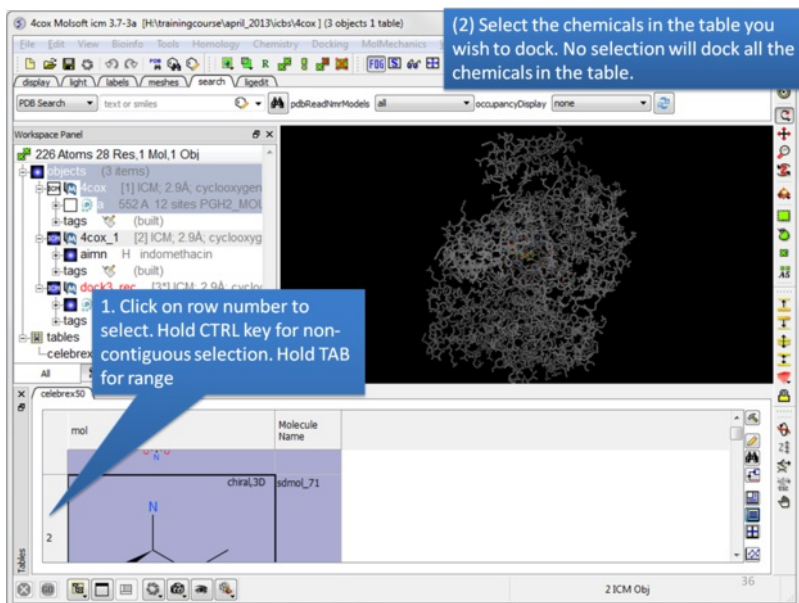 4cox Molsoft icm 3.7-3a [H:\trainingcourse\april_2013\icbs\4cox ] (3 objects 1 table)
(2) Select the chemicals in the table you
wish to dock. No selection will dock all the
chemicals in the table.
File Edit View Bioinfo Tools Homology Chemistry Docking MolMechanics
display light labels meshes search ligedit
PDB Search text or smiles pdbReadNmrModels all occupancyDisplay none
Workspace Panel
226 Atoms 28 Res,1 Mol,1 Obj
objects (3 items)
4cox [1] ICM; 2.9Å; cyclooxygen
a 552 A 12 sites PGH2_MOU
tags (built)
4cox_1 [2] ICM; 2.9Å; cyclooxyg
aimn H indomethacin
tags (built)
dock3_rec [3*] ICM; 2.9Å; cycloo
tags
tables
celebrex
All
1. Click on row number to
select. Hold CTRL key for non-
contiguous selection. Hold TAB
for range
celebrex50
mol Molecule
Name
N
chiral,3D sdmol_71
N
2
Tables
2 ICM Obj
36